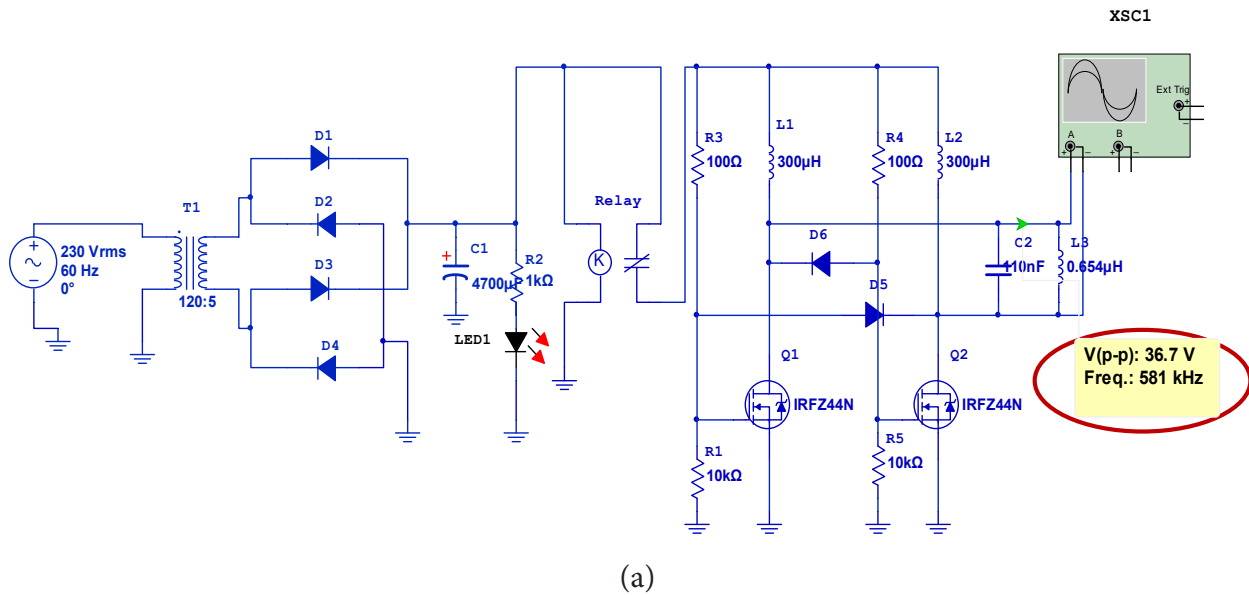 XSC1
Ext Trig
+
−
A
B
+
−
+
−
R3
100Ω
L1
300µH
R4
100Ω
L2
300µH
D1
D2
T1
Relay
230 Vrms
60 Hz
0°
120:5
D3
C1
+
4700µF
R2
1kΩ
K
D6
C2
110nF
L3
0.654µH
D5
D4
LED1
Q1
IRFZ44N
Q2
IRFZ44N
V(p-p): 36.7 V
Freq.: 581 kHz
R1
10kΩ
R5
10kΩ
(a)